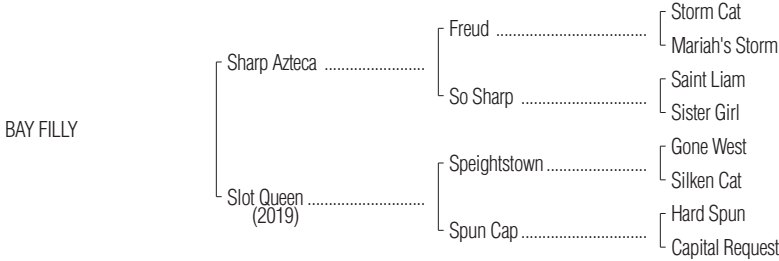 Storm Cat
Freud ..........................................
Mariah's Storm
Sharp Azteca ...........................
Saint Liam
So Sharp ..................................
Sister Girl
BAY FILLY
Gone West
Speightstown ...........................
Silken Cat
Slot Queen ...............................
(2019)
Hard Spun
Spun Cap ..................................
Capital Request